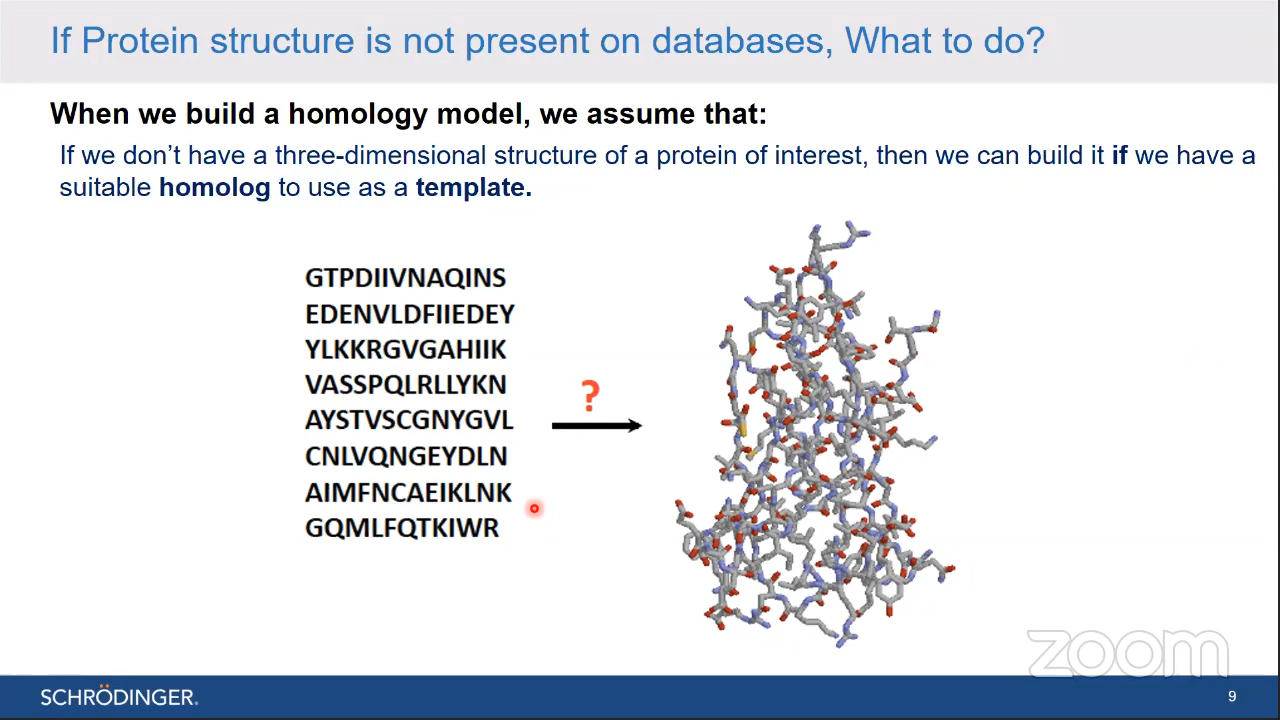 If Protein structure is not present on databases, What to do?
When we build a homology model, we assume that:
If we don’t have a three-dimensional structure of a protein of interest, then we can build it if we have a
suitable homolog to use as a template.
GTPDIIVNAQINS
EDENVLDFIIEDEY
YLKKRGVGAHIIK
VASSPQLRLLYKN
AYSTVSCGNYGVL
CNLVQNGEYDLN
AIMFNCAEIKLNK
GQMLFQTKIWR
?
zoom
SCHRÖDINGER.
9